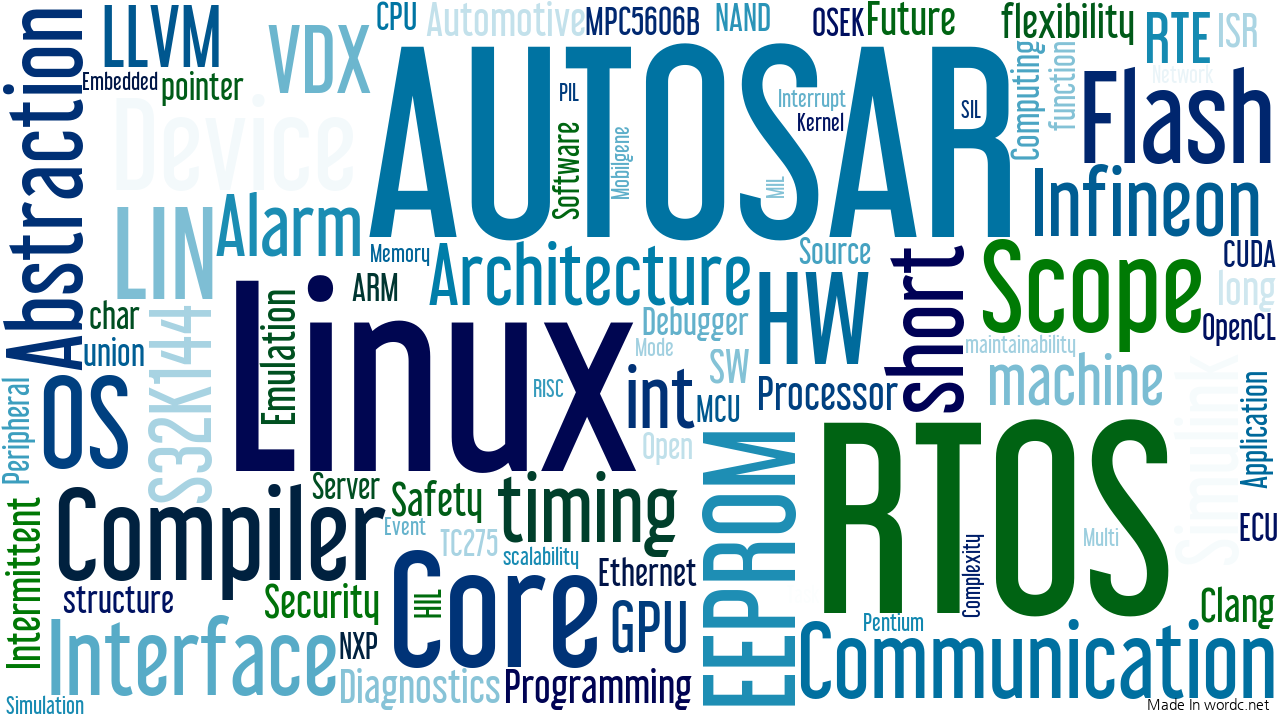 LLVM
VDX
CPU
Automotive
MPC5606B
NAND
OSEK
Future
flexibility
RTE
ISR
Abstraction
Embedded
pointer
Device
AUTOSAR
PIL
Interrupt
Kernel
SIL
Computing
function
Network
Flash
Software
Mobilgene
MIL
Infineon
LIN
Alarm
Memory
Architecture
Source
HW
short
Scope
CUDA
long
OpenCL
char
union
S32K144
Emulation
ARM
Linux
Debugger
Mode
SW
RISC
int
MCU
Processor
maintainability
machine
Simulink
Application
Peripheral
OS
Open
EEPROM
RTOS
Compiler
Server
Safety
Event
timing
TC275
scalability
Intermittent
structure
Security
HIL
Core
Ethernet
GPU
Complexity
Multi
ECU
Clang
Pentium
Interface
NXP
Diagnostics
Programming
Communication
Simulation
Made In wordc.net